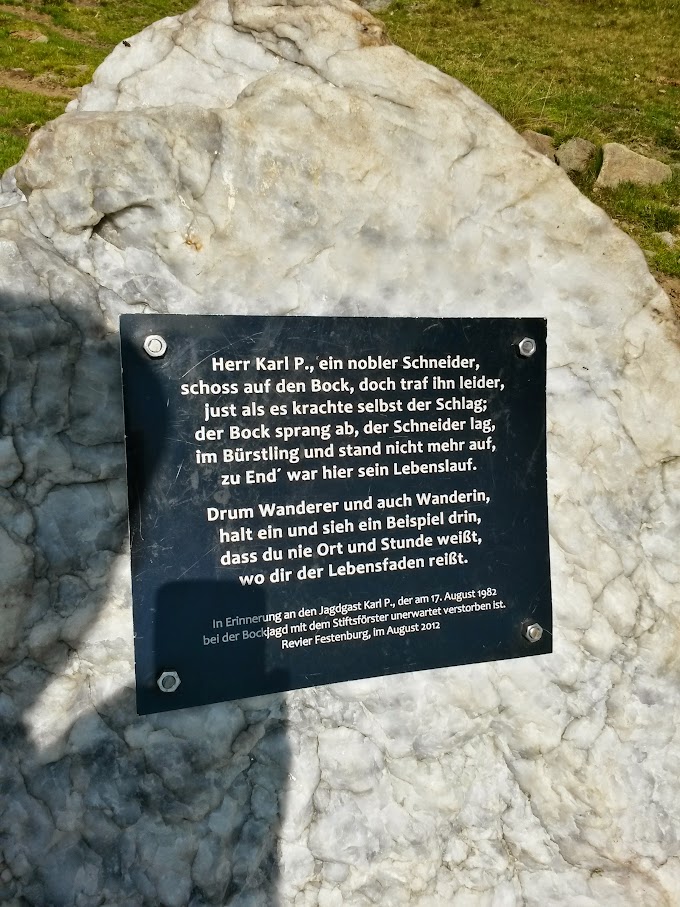 Herr Karl P., ein nobler Schneider,
schoss auf den Bock, doch traf ihn leider,
just als es krachte selbst der Schlag;
der Bock sprang ab, der Schneider lag,
im Bürstling und stand nicht mehr auf,
zu End´ war hier sein Lebenslauf.
Drum Wanderer und auch Wanderin,
halt ein und sieh ein Beispiel drin,
dass du nie Ort und Stunde weißt,
wo dir der Lebensfaden reißt.
In Erinnerung an den Jagdgast Karl P., der am 17. August 1982
bei der Bockjagd mit dem Stiftsförster unerwartet verstorben ist.
Revier Festenburg, im August 2012